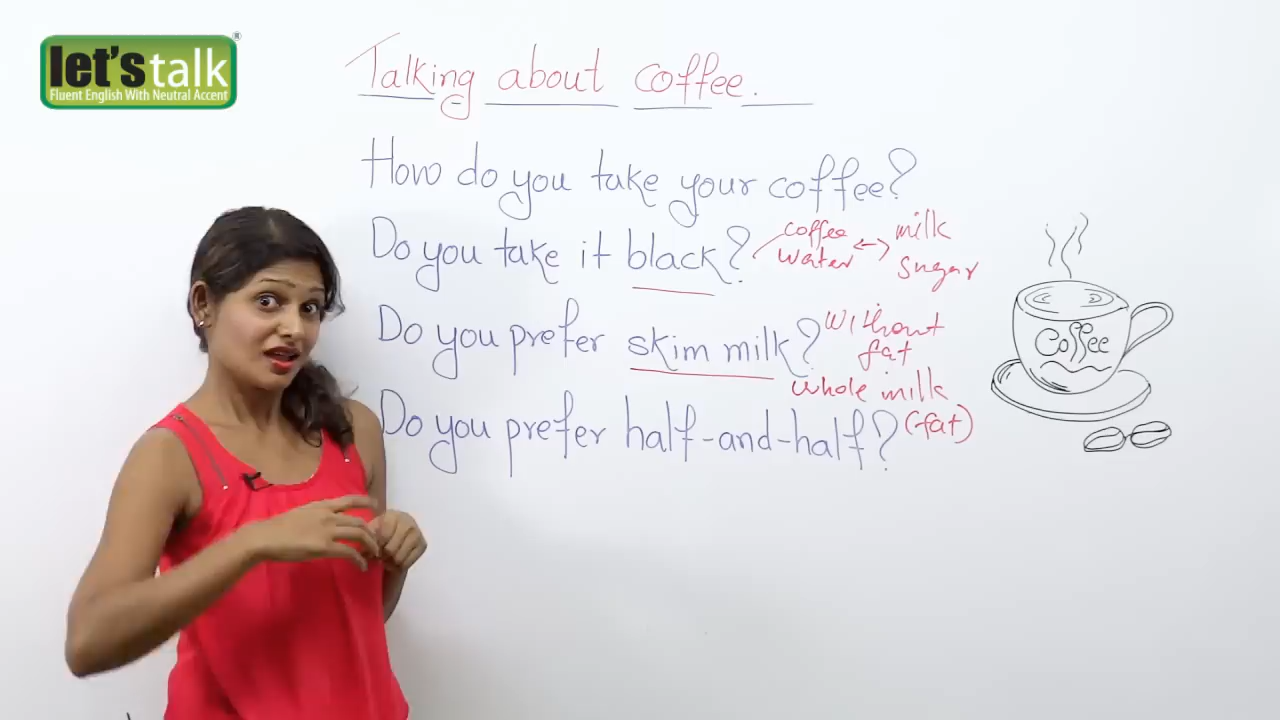 let'stalk®
Fluent English With Neutral Accent
Talking about coffee.
How do you take your coffee?
Do you take it black?
coffee
water
milk
sugar
Do you prefer skim milk?
without
fat
whole milk
(fat)
Do you prefer half-and-half?
Coffee